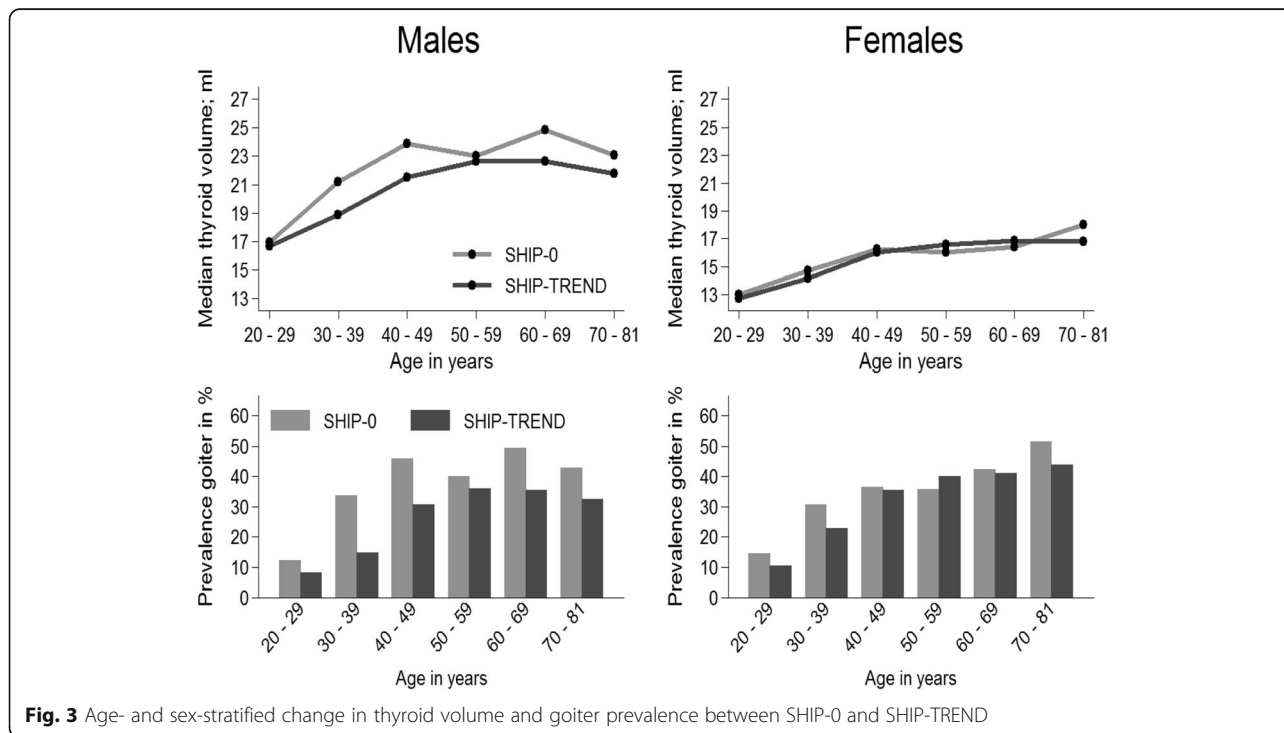 Males
Females
Median thyroid volume; ml
27
25
23
21
19
17
15
13
SHIP-0
SHIP-TREND
20 - 29
30 - 39
40 - 49
50 - 59
60 - 69
70 - 81
Age in years
Median thyroid volume; ml
27
25
23
21
19
17
15
13
20 - 29
30 - 39
40 - 49
50 - 59
60 - 69
70 - 81
Age in years
Prevalence goiter in %
60
50
40
30
20
10
0
SHIP-0
SHIP-TREND
20 - 29
30 - 39
40 - 49
50 - 59
60 - 69
70 - 81
Age in years
Prevalence goiter in %
60
50
40
30
20
10
0
20 - 29
30 - 39
40 - 49
50 - 59
60 - 69
70 - 81
Age in years
Fig. 3 Age- and sex-stratified change in thyroid volume and goiter prevalence between SHIP-0 and SHIP-TREND